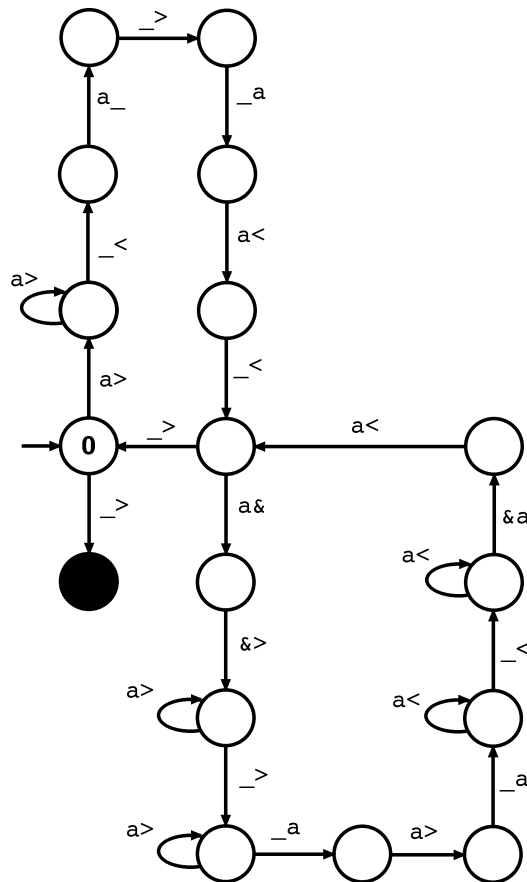 _>
a_
_a
_<
a<
a>
a>
_<
0
_>
a<
_>
a&
&a
a<
&>
_<
a>
a<
_>
_a
a>
_a
a>